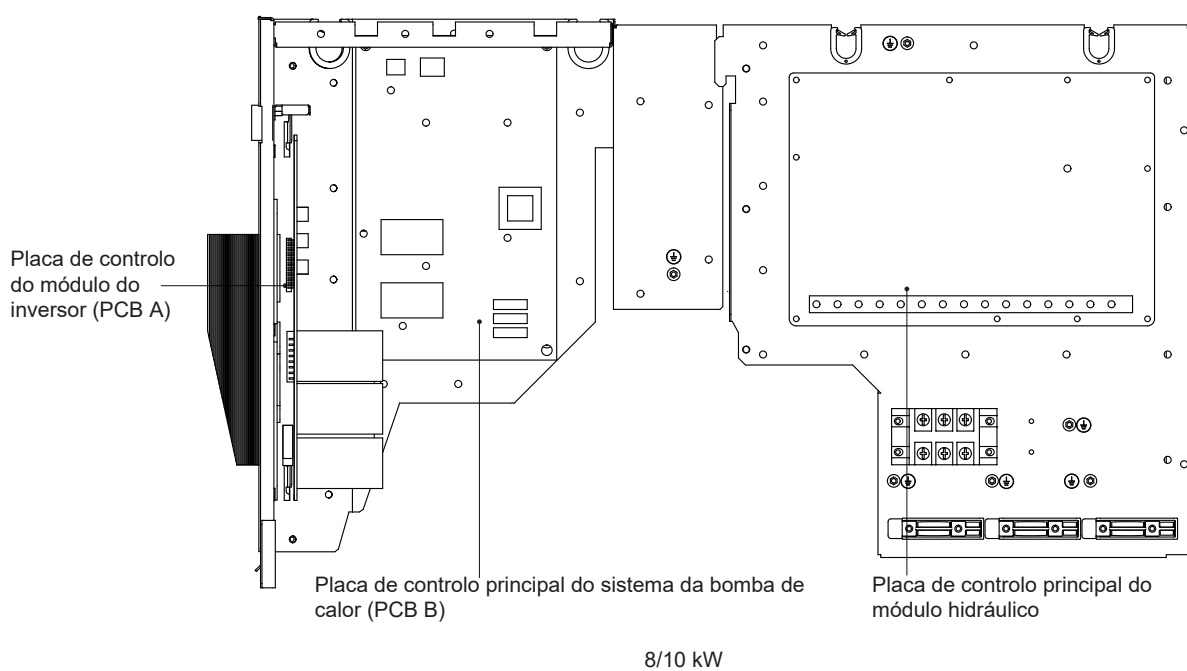 Placa de controlo
do módulo do
inversor (PCB A)
Placa de controlo principal do sistema da bomba de
calor (PCB B)
Placa de controlo principal do
módulo hidráulico
8/10 kW